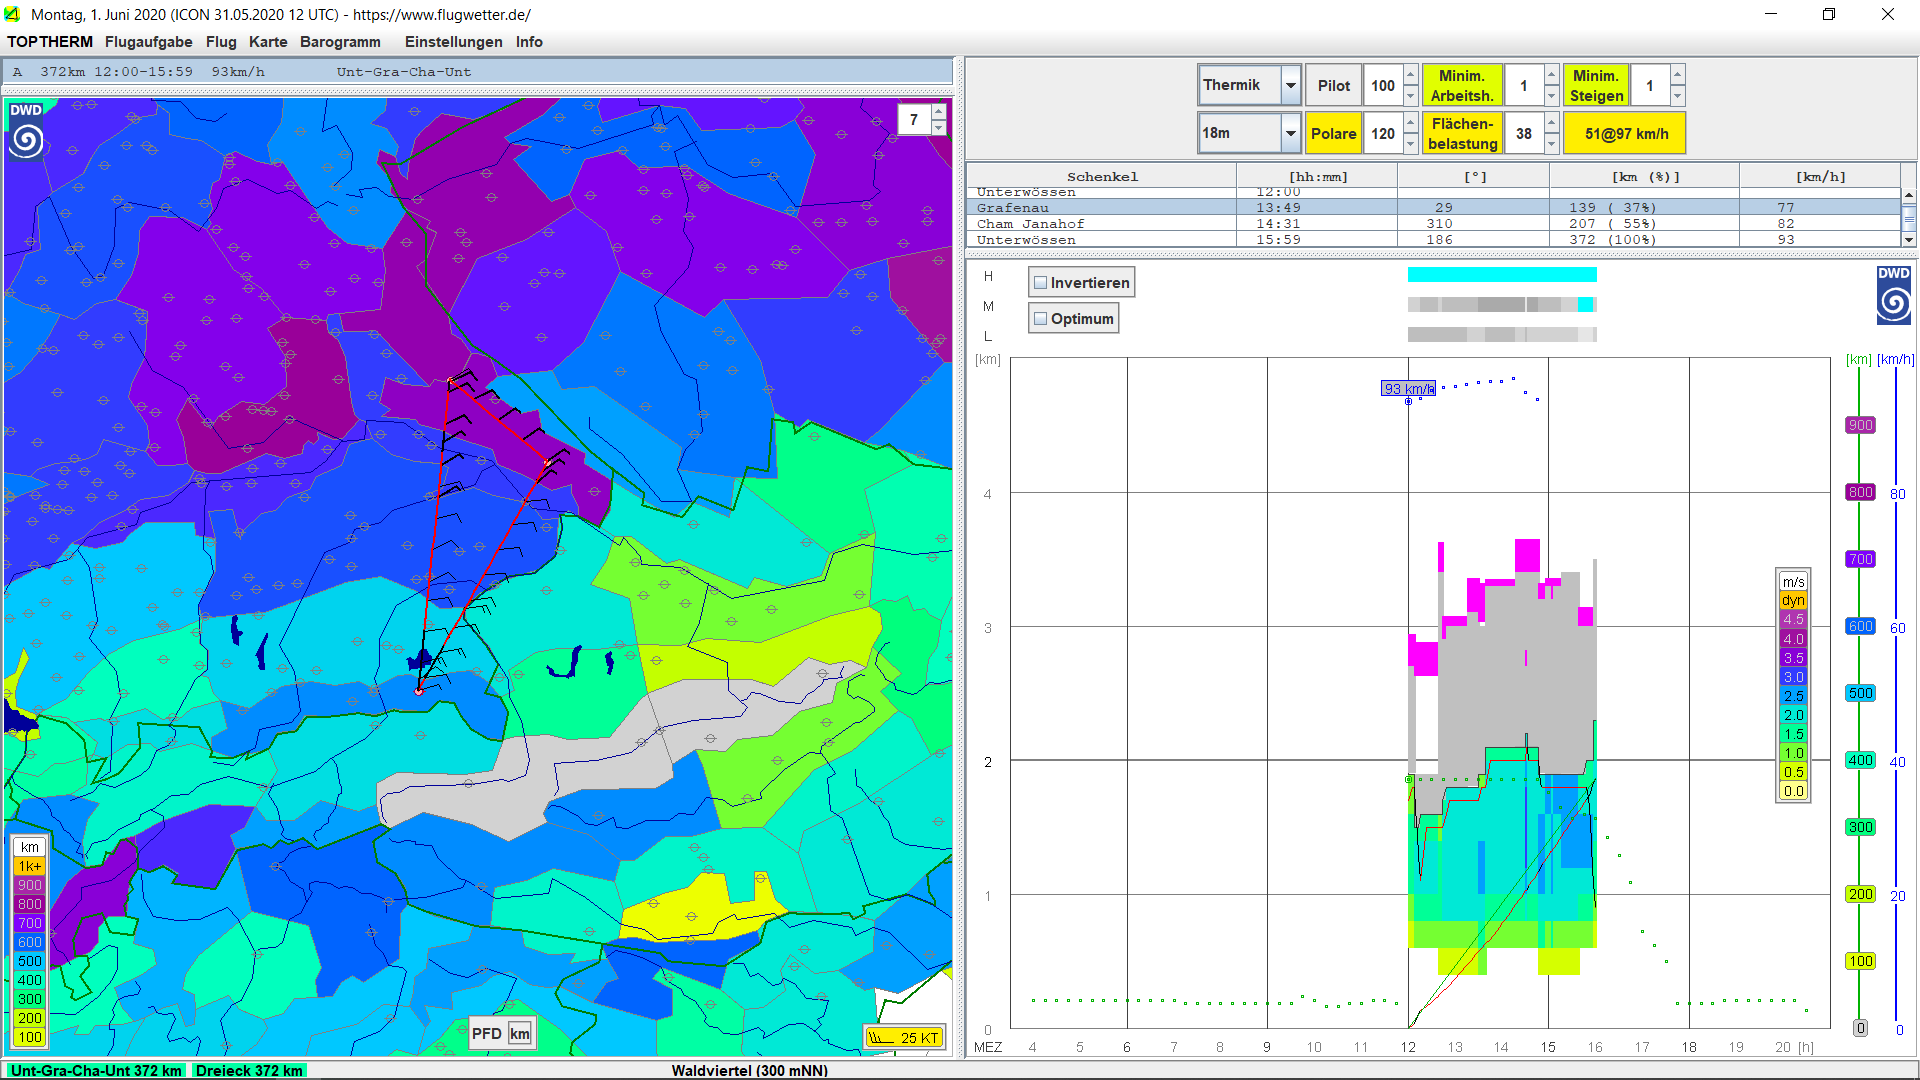 Montag, 1. Juni 2020 (ICON 31.05.2020 12 UTC) - https://www.flugwetter.de/
TOPTHERM Flugaufgabe Flug Karte Barogramm Einstellungen Info
A 372km 12:00-15:59 93km/h Unt-Gra-Cha-Unt
DWD
7
km
1k+
900
800
700
600
500
400
300
200
100
PFD km
25 KT
Thermik Pilot 100 Minim. Arbeitsh. 1 Minim. Steigen 1
18m Polare 120 Flächen-belastung 38 51@97 km/h
Schenkel [hh:mm] [°] [km (%)] [km/h]
Unterwössen 12:00
Grafenau 13:49 29 139 ( 37%) 77
Cham Janahof 14:31 310 207 ( 55%) 82
Unterwössen 15:59 186 372 (100%) 93
H
M
L
Invertieren
Optimum
DWD
[km]
[km] [km/h]
93 km/h
4
3
2
1
0
900
800
700
600
500
400
300
200
100
0
80
60
40
20
0
m/s
dyn
4.5
4.0
3.5
3.0
2.5
2.0
1.5
1.0
0.5
0.0
MEZ 4 5 6 7 8 9 10 11 12 13 14 15 16 17 18 19 20 [h]
Unt-Gra-Cha-Unt 372 km Dreieck 372 km Waldviertel (300 mNN)